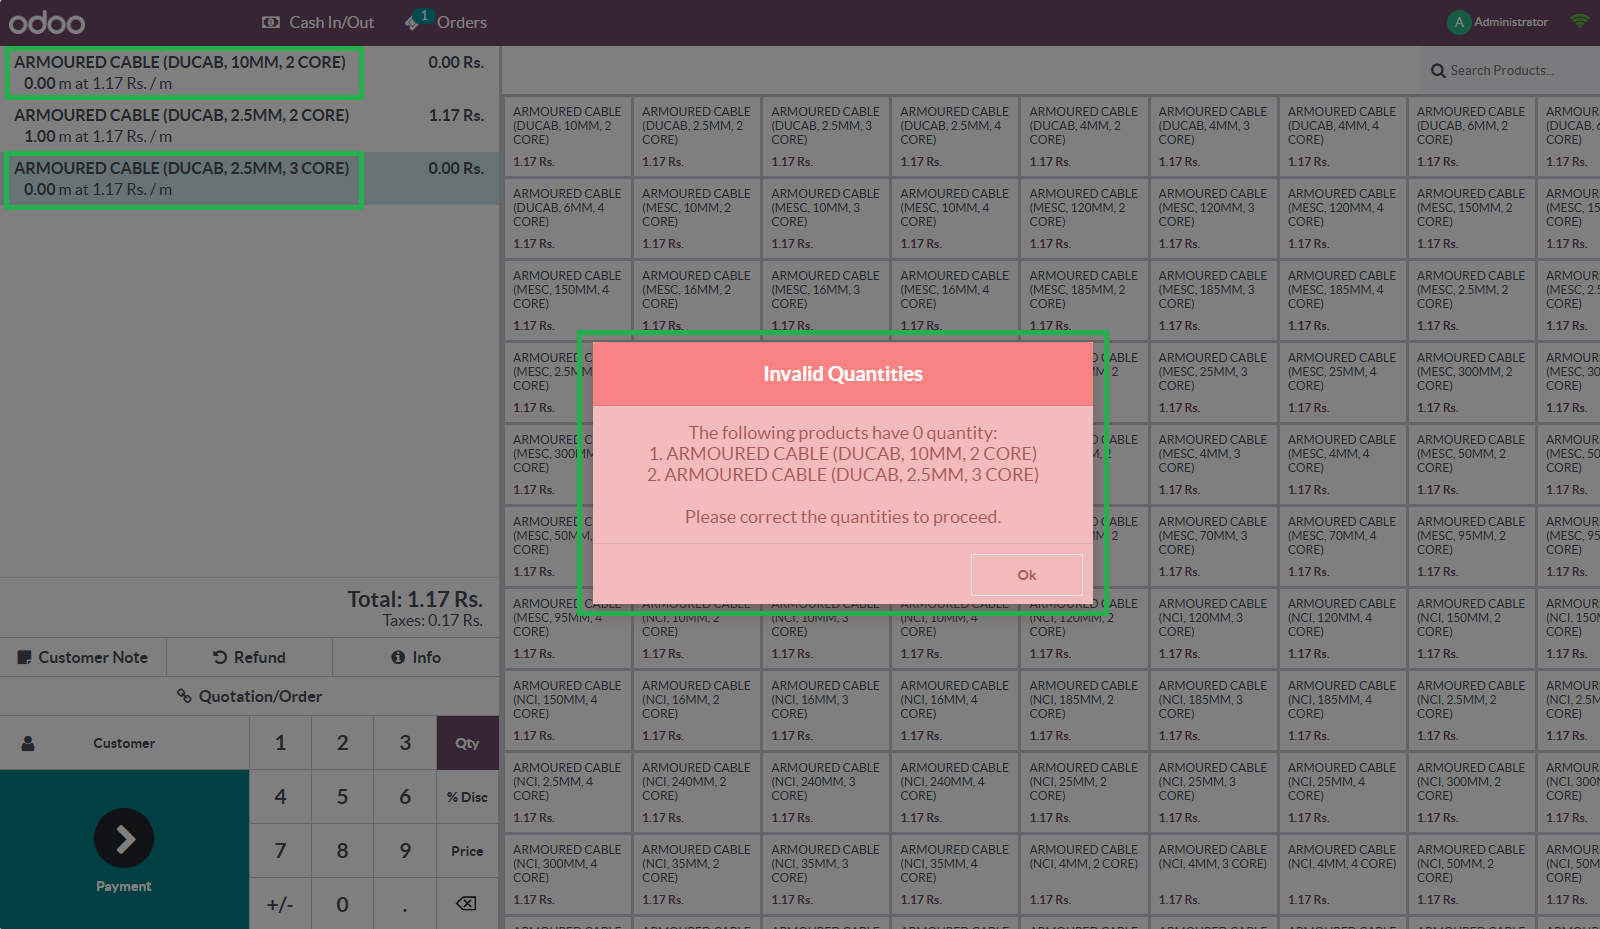 odoo
Cash In/Out
1
Orders
A
Administrator
ARMOURED CABLE (DUCAB, 10MM, 2 CORE) 0.00 Rs.
0.00 m at 1.17 Rs. / m
ARMOURED CABLE (DUCAB, 2.5MM, 2 CORE) 1.17 Rs.
1.00 m at 1.17 Rs. / m
ARMOURED CABLE (DUCAB, 2.5MM, 3 CORE) 0.00 Rs.
0.00 m at 1.17 Rs. / m
Total: 1.17 Rs.
Taxes: 0.17 Rs.
Customer Note
Refund
Info
Quotation/Order
Customer
Payment
1 2 3 Qty
4 5 6 % Disc
7 8 9 Price
+/- 0 .
Search Products...
ARMOURED CABLE
(DUCAB, 10MM, 2
CORE)
1.17 Rs.
ARMOURED CABLE
(DUCAB, 2.5MM, 2
CORE)
1.17 Rs.
ARMOURED CABLE
(DUCAB, 2.5MM, 3
CORE)
1.17 Rs.
ARMOURED CABLE
(DUCAB, 2.5MM, 4
CORE)
1.17 Rs.
ARMOURED CABLE
(DUCAB, 4MM, 2
CORE)
1.17 Rs.
ARMOURED CABLE
(DUCAB, 4MM, 3
CORE)
1.17 Rs.
ARMOURED CABLE
(DUCAB, 4MM, 4
CORE)
1.17 Rs.
ARMOURED CABLE
(DUCAB, 6MM, 2
CORE)
1.17 Rs.
(DUCAB,
CORE)
1.17 Rs.
ARMOURED CABLE
(DUCAB, 6MM, 4
CORE)
1.17 Rs.
ARMOURED CABLE
(MESC, 10MM, 2
CORE)
1.17 Rs.
ARMOURED CABLE
(MESC, 10MM, 3
CORE)
1.17 Rs.
ARMOURED CABLE
(MESC, 10MM, 4
CORE)
1.17 Rs.
ARMOURED CABLE
(MESC, 120MM, 2
CORE)
1.17 Rs.
ARMOURED CABLE
(MESC, 120MM, 3
CORE)
1.17 Rs.
ARMOURED CABLE
(MESC, 120MM, 4
CORE)
1.17 Rs.
ARMOURED CABLE
(MESC, 150MM, 2
CORE)
1.17 Rs.
(MESC,
CORE)
1.17 Rs.
ARMOURED CABLE
(MESC, 150MM, 4
CORE)
1.17 Rs.
ARMOURED CABLE
(MESC, 16MM, 2
CORE)
1.17 Rs.
ARMOURED CABLE
(MESC, 16MM, 3
CORE)
1.17 Rs.
ARMOURED CABLE
(MESC, 16MM, 4
CORE)
1.17 Rs.
ARMOURED CABLE
(MESC, 185MM, 2
CORE)
1.17 Rs.
ARMOURED CABLE
(MESC, 185MM, 3
CORE)
1.17 Rs.
ARMOURED CABLE
(MESC, 185MM, 4
CORE)
1.17 Rs.
ARMOURED CABLE
(MESC, 2.5MM, 2
CORE)
1.17 Rs.
(MESC,
CORE)
1.17 Rs.
ARMOURED
(MESC,
CORE)
1.17 Rs.
CABLE
2
ARMOURED CABLE
(MESC, 25MM, 3
CORE)
1.17 Rs.
ARMOURED CABLE
(MESC, 25MM, 4
CORE)
1.17 Rs.
ARMOURED CABLE
(MESC, 300MM, 2
CORE)
1.17 Rs.
(MESC,
CORE)
1.17 Rs.
ARMOURED
(MESC,
CORE)
1.17 Rs.
CABLE
2
ARMOURED CABLE
(MESC, 4MM, 3
CORE)
1.17 Rs.
ARMOURED CABLE
(MESC, 4MM, 4
CORE)
1.17 Rs.
ARMOURED CABLE
(MESC, 50MM, 2
CORE)
1.17 Rs.
(MESC,
CORE)
1.17 Rs.
ARMOURED
(MESC,
CORE)
1.17 Rs.
CABLE
2
ARMOURED CABLE
(MESC, 70MM, 3
CORE)
1.17 Rs.
ARMOURED CABLE
(MESC, 70MM, 4
CORE)
1.17 Rs.
ARMOURED CABLE
(MESC, 95MM, 2
CORE)
1.17 Rs.
(MESC,
CORE)
1.17 Rs.
Invalid Quantities
The following products have 0 quantity:
1. ARMOURED CABLE (DUCAB, 10MM, 2 CORE)
2. ARMOURED CABLE (DUCAB, 2.5MM, 3 CORE)
Please correct the quantities to proceed.
Ok
ARMOURED CABLE
(MESC, 95MM, 4
CORE)
1.17 Rs.
ARMOURED CABLE
(NCI, 10MM, 2
CORE)
1.17 Rs.
ARMOURED CABLE
(NCI, 10MM, 3
CORE)
1.17 Rs.
ARMOURED CABLE
(NCI, 10MM, 4
CORE)
1.17 Rs.
ARMOURED CABLE
(NCI, 120MM, 2
CORE)
1.17 Rs.
ARMOURED CABLE
(NCI, 120MM, 3
CORE)
1.17 Rs.
ARMOURED CABLE
(NCI, 120MM, 4
CORE)
1.17 Rs.
ARMOURED CABLE
(NCI, 150MM, 2
CORE)
1.17 Rs.
(NCI,
CORE)
1.17 Rs.
ARMOURED CABLE
(NCI, 150MM, 4
CORE)
1.17 Rs.
ARMOURED CABLE
(NCI, 16MM, 2
CORE)
1.17 Rs.
ARMOURED CABLE
(NCI, 16MM, 3
CORE)
1.17 Rs.
ARMOURED CABLE
(NCI, 16MM, 4
CORE)
1.17 Rs.
ARMOURED CABLE
(NCI, 185MM, 2
CORE)
1.17 Rs.
ARMOURED CABLE
(NCI, 185MM, 3
CORE)
1.17 Rs.
ARMOURED CABLE
(NCI, 185MM, 4
CORE)
1.17 Rs.
ARMOURED CABLE
(NCI, 2.5MM, 2
CORE)
1.17 Rs.
(NCI,
CORE)
1.17 Rs.
ARMOURED CABLE
(NCI, 2.5MM, 4
CORE)
1.17 Rs.
ARMOURED CABLE
(NCI, 240MM, 2
CORE)
1.17 Rs.
ARMOURED CABLE
(NCI, 240MM, 3
CORE)
1.17 Rs.
ARMOURED CABLE
(NCI, 240MM, 4
CORE)
1.17 Rs.
ARMOURED CABLE
(NCI, 25MM, 2
CORE)
1.17 Rs.
ARMOURED CABLE
(NCI, 25MM, 3
CORE)
1.17 Rs.
ARMOURED CABLE
(NCI, 25MM, 4
CORE)
1.17 Rs.
ARMOURED CABLE
(NCI, 300MM, 2
CORE)
1.17 Rs.
(NCI,
CORE)
1.17 Rs.
ARMOURED CABLE
(NCI, 300MM, 4
CORE)
1.17 Rs.
ARMOURED CABLE
(NCI, 35MM, 2
CORE)
1.17 Rs.
ARMOURED CABLE
(NCI, 35MM, 3
CORE)
1.17 Rs.
ARMOURED CABLE
(NCI, 35MM, 4
CORE)
1.17 Rs.
ARMOURED CABLE
(NCI, 4MM, 2 CORE)
1.17 Rs.
ARMOURED CABLE
(NCI, 4MM, 3 CORE)
1.17 Rs.
ARMOURED CABLE
(NCI, 4MM, 4 CORE)
1.17 Rs.
ARMOURED CABLE
(NCI, 50MM, 2
CORE)
1.17 Rs.
(NCI,
CORE)
1.17 Rs.